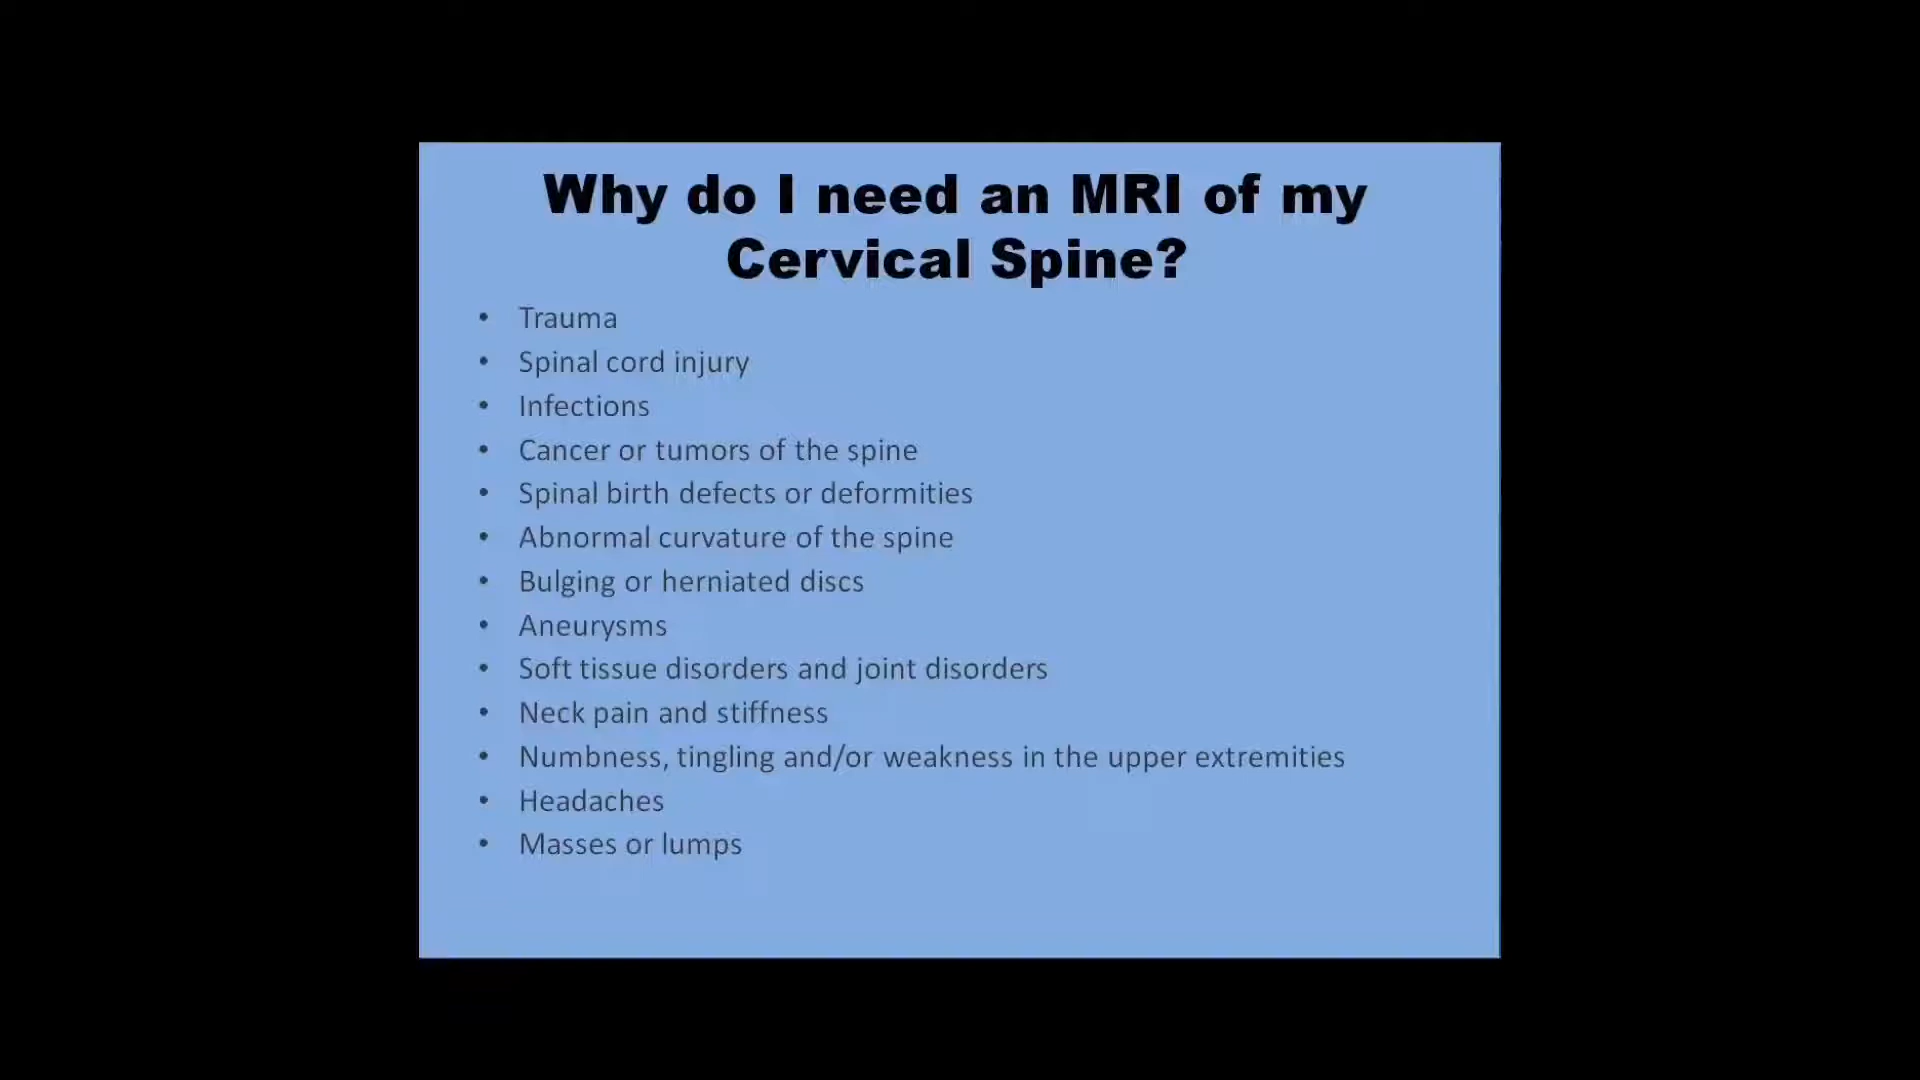 Why do I need an MRI of my
Cervical Spine?
• Trauma
• Spinal cord injury
• Infections
• Cancer or tumors of the spine
• Spinal birth defects or deformities
• Abnormal curvature of the spine
• Bulging or herniated discs
• Aneurysms
• Soft tissue disorders and joint disorders
• Neck pain and stiffness
• Numbness, tingling and/or weakness in the upper extremities
• Headaches
• Masses or lumps